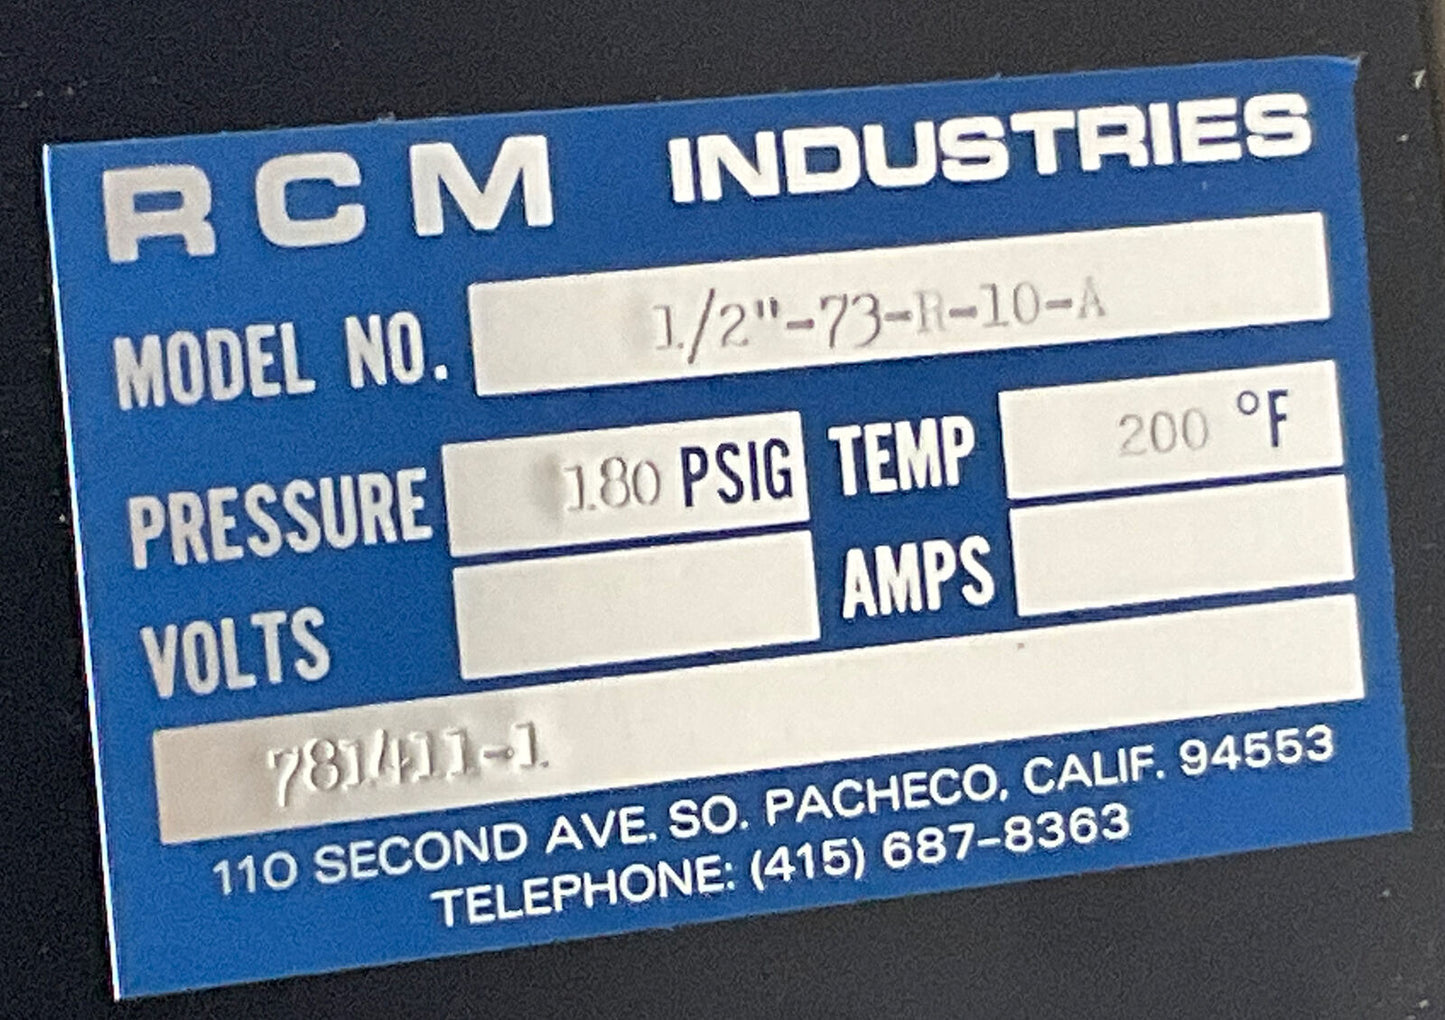 RCM INDUSTRIES
MODEL NO. 1/2"-73-R-10-A
PRESSURE 180 PSIG TEMP 200 °F
VOLTS AMPS
781411-1
110 SECOND AVE. SO. PACHECO, CALIF. 94553
TELEPHONE: (415) 687-8363